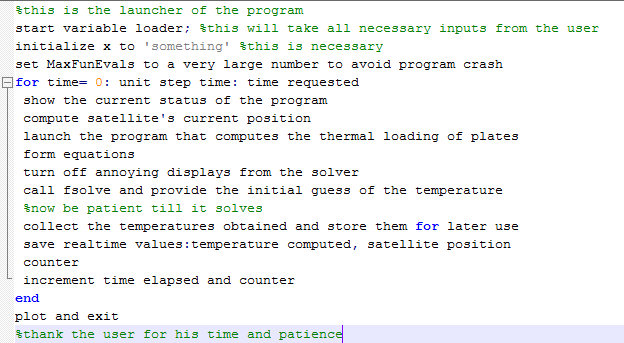 %this is the launcher of the program
start variable loader; %this will take all necessary inputs from the user
initialize x to 'something' %this is necessary
set MaxFunEvals to a very large number to avoid program crash
for time= 0: unit step time: time requested
show the current status of the program
compute satellite's current position
launch the program that computes the thermal loading of plates
form equations
turn off annoying displays from the solver
call fsolve and provide the initial guess of the temperature
%now be patient till it solves
collect the temperatures obtained and store them for later use
save realtime values:temperature computed, satellite position
counter
increment time elapsed and counter
end
plot and exit
%thank the user for his time and patience